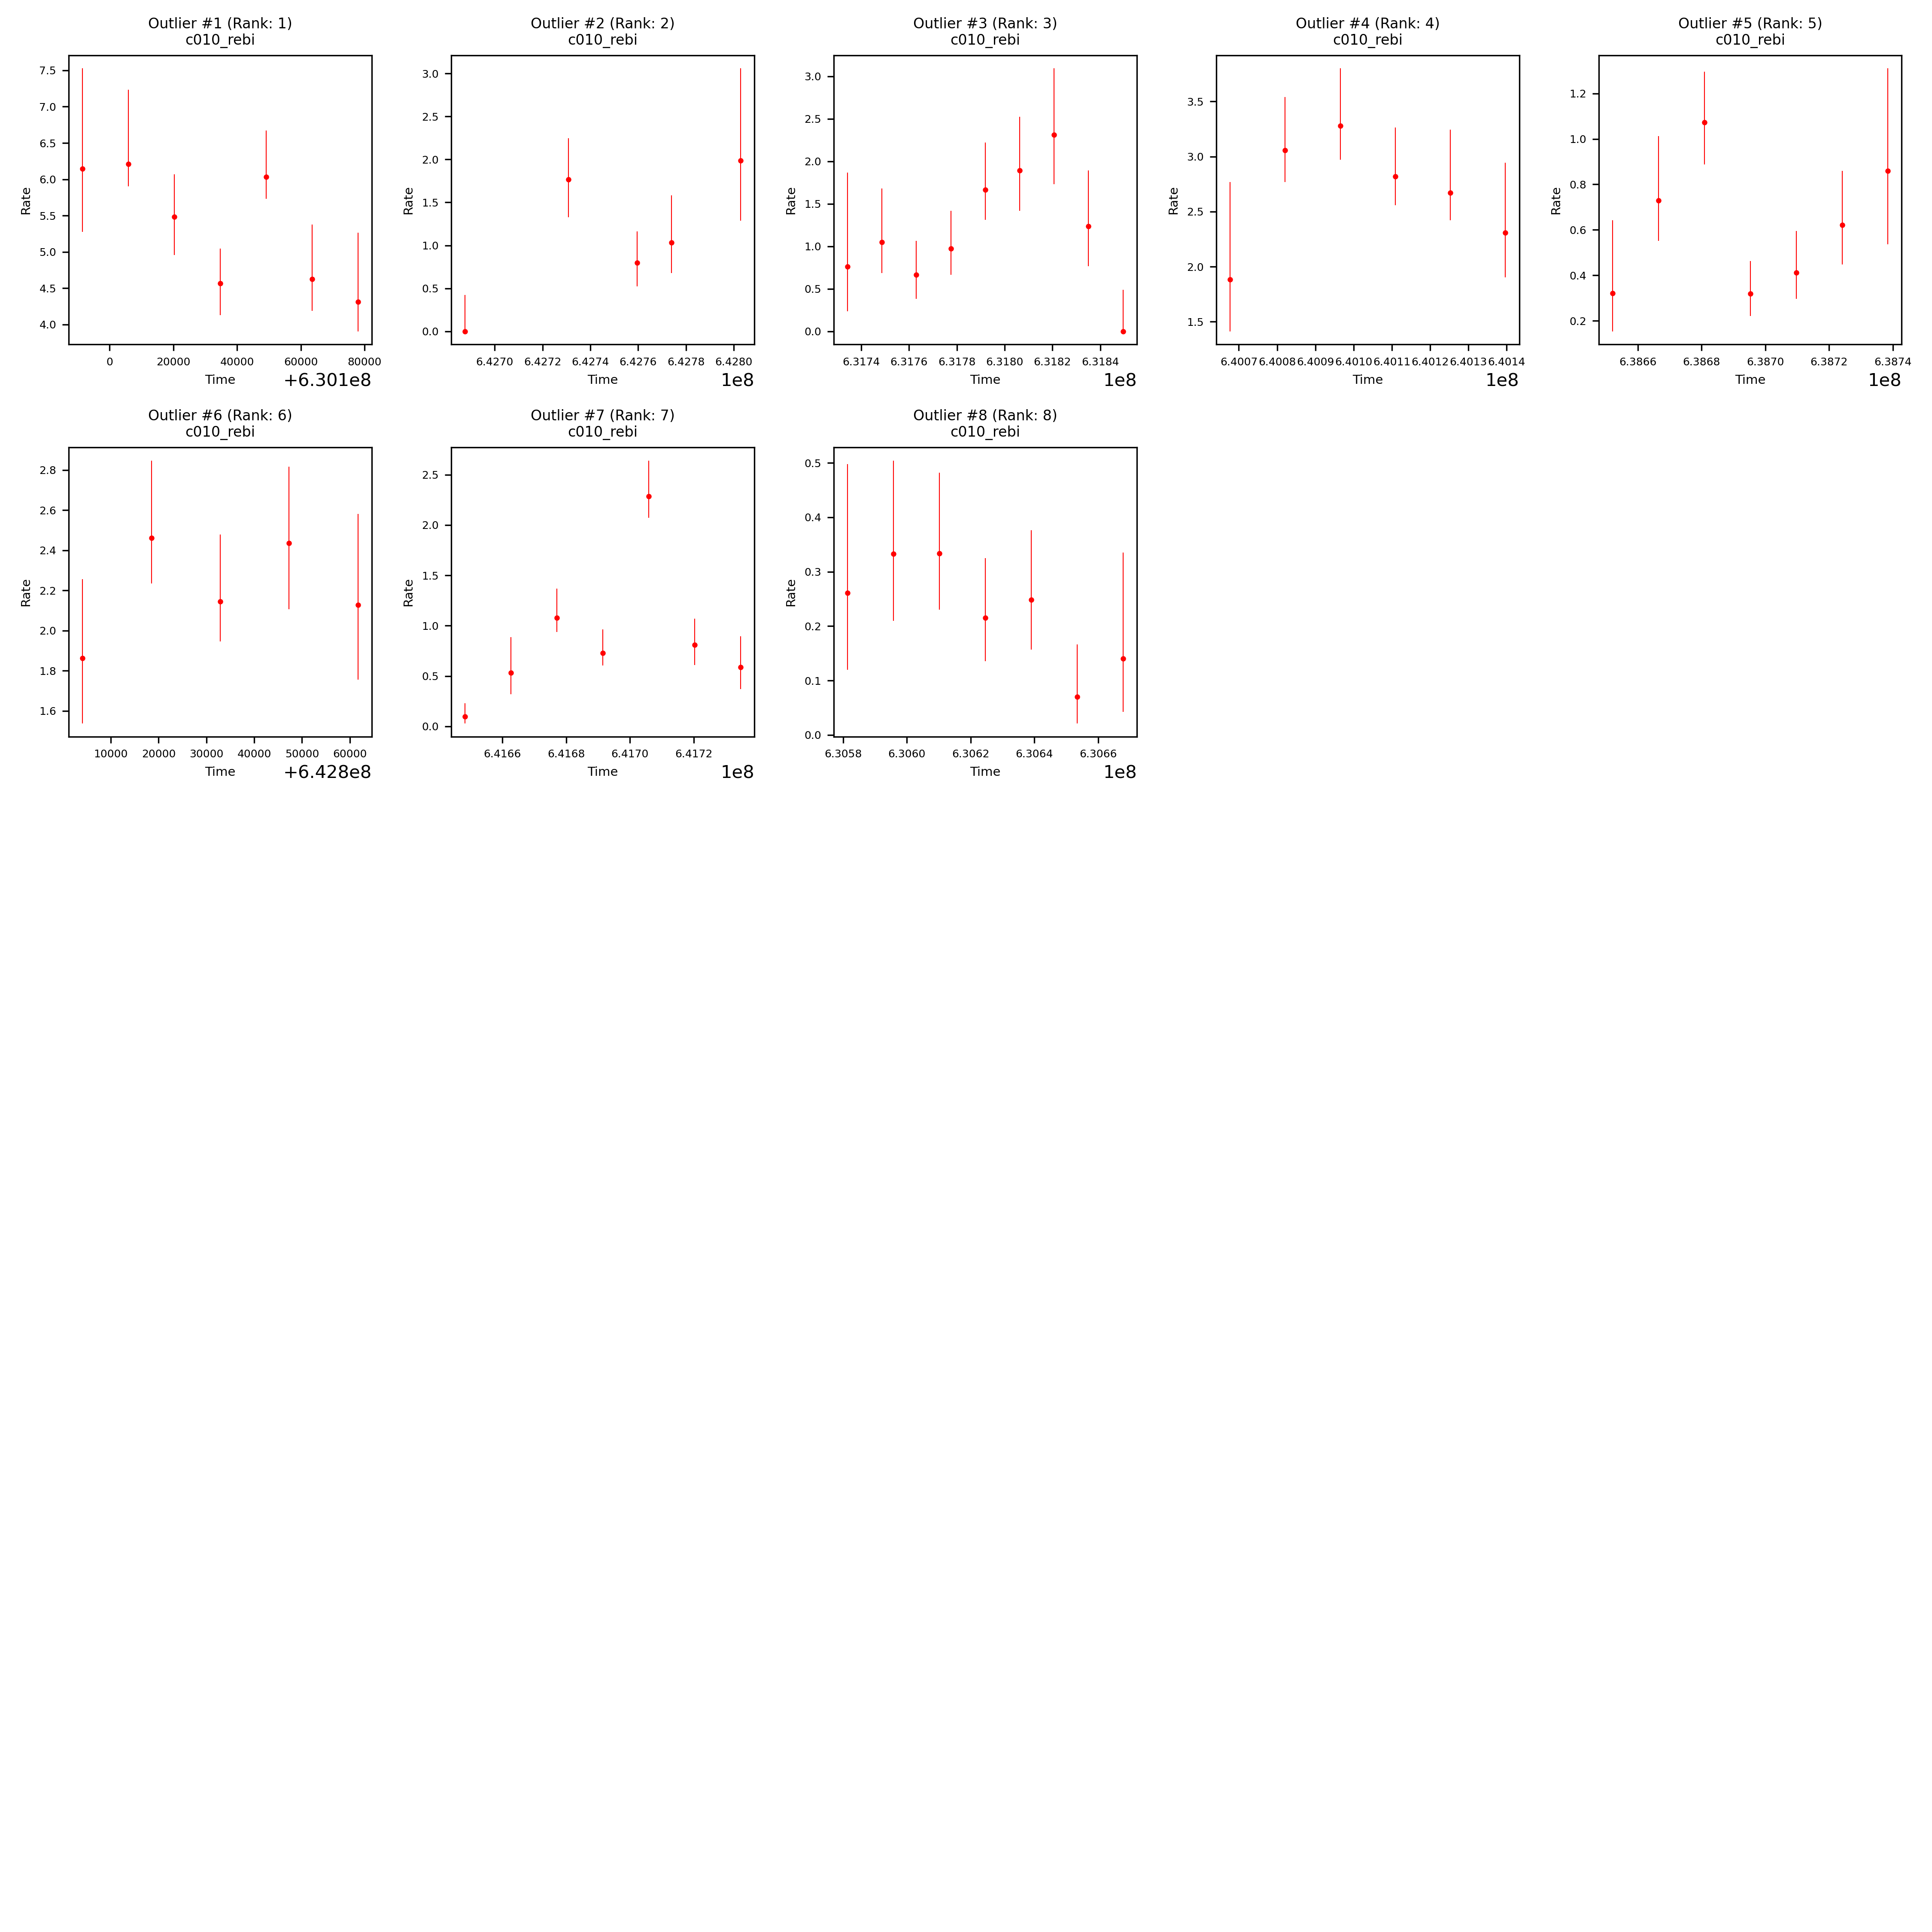 Outlier #1 (Rank: 1)
c010_rebi
Rate
7.5
7.0
6.5
6.0
5.5
5.0
4.5
4.0
0 20000 40000 60000 80000
Time
+6.301e8
Outlier #2 (Rank: 2)
c010_rebi
Rate
3.0
2.5
2.0
1.5
1.0
0.5
0.0
6.4270 6.4272 6.4274 6.4276 6.4278 6.4280
Time
1e8
Outlier #3 (Rank: 3)
c010_rebi
Rate
3.0
2.5
2.0
1.5
1.0
0.5
0.0
6.3174 6.3176 6.3178 6.3180 6.3182 6.3184
Time
1e8
Outlier #4 (Rank: 4)
c010_rebi
Rate
3.5
3.0
2.5
2.0
1.5
6.4007 6.4008 6.4009 6.4010 6.4011 6.4012 6.4013 6.4014
Time
1e8
Outlier #5 (Rank: 5)
c010_rebi
Rate
1.2
1.0
0.8
0.6
0.4
0.2
6.3866 6.3868 6.3870 6.3872 6.3874
Time
1e8
Outlier #6 (Rank: 6)
c010_rebi
Rate
2.8
2.6
2.4
2.2
2.0
1.8
1.6
10000 20000 30000 40000 50000 60000
Time
+6.428e8
Outlier #7 (Rank: 7)
c010_rebi
Rate
2.5
2.0
1.5
1.0
0.5
0.0
6.4166 6.4168 6.4170 6.4172
Time
1e8
Outlier #8 (Rank: 8)
c010_rebi
Rate
0.5
0.4
0.3
0.2
0.1
0.0
6.3058 6.3060 6.3062 6.3064 6.3066
Time
1e8